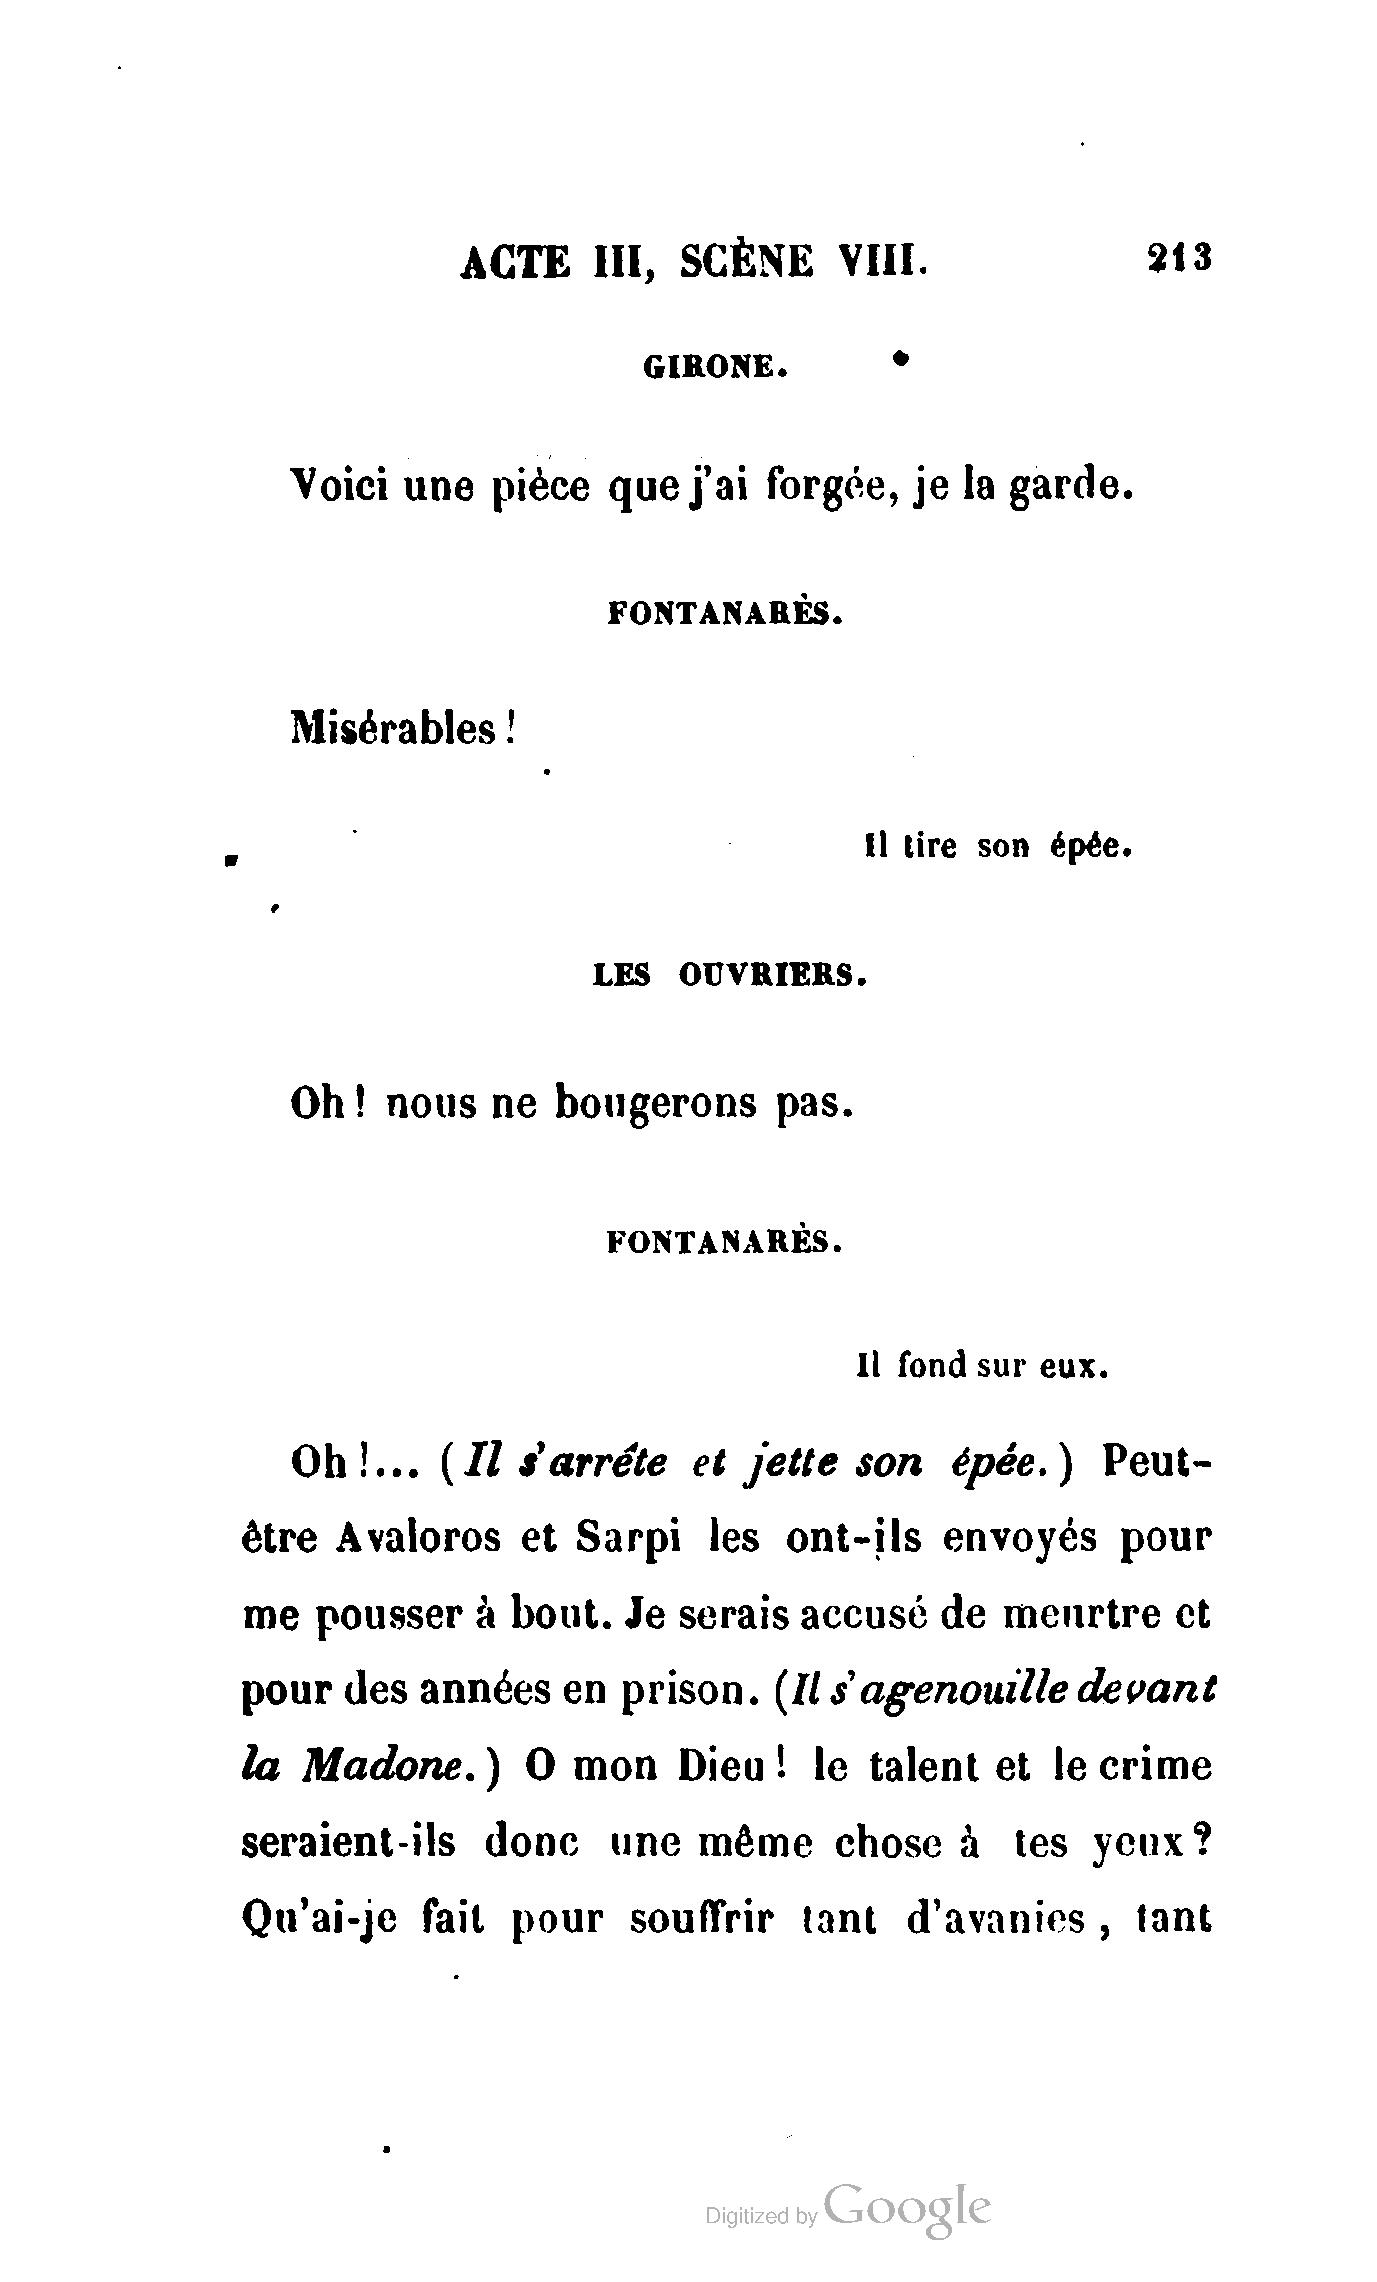 ACTE III, SCÈNE VIII. 213
GIRONE.
Voici une pièce que j'ai forgée, je la garde.
FONTANARÈS.
Misérables !
Il tire son épée.
LES OUVRIERS.
Oh ! nous ne bougerons pas.
FONTANARÈS.
Il fond sur eux.
Oh !... (Il s'arrête et jette son épée.) Peut-
être Avaloros et Sarpi les ont-ils envoyés pour
me pousser à bout. Je serais accusé de meurtre et
pour des années en prison. (Il s'agenouille devant
la Madone.) O mon Dieu ! le talent et le crime
seraient-ils donc une même chose à tes yeux ?
Qu'ai-je fait pour souffrir tant d'avanies, tant
Digitized by Google